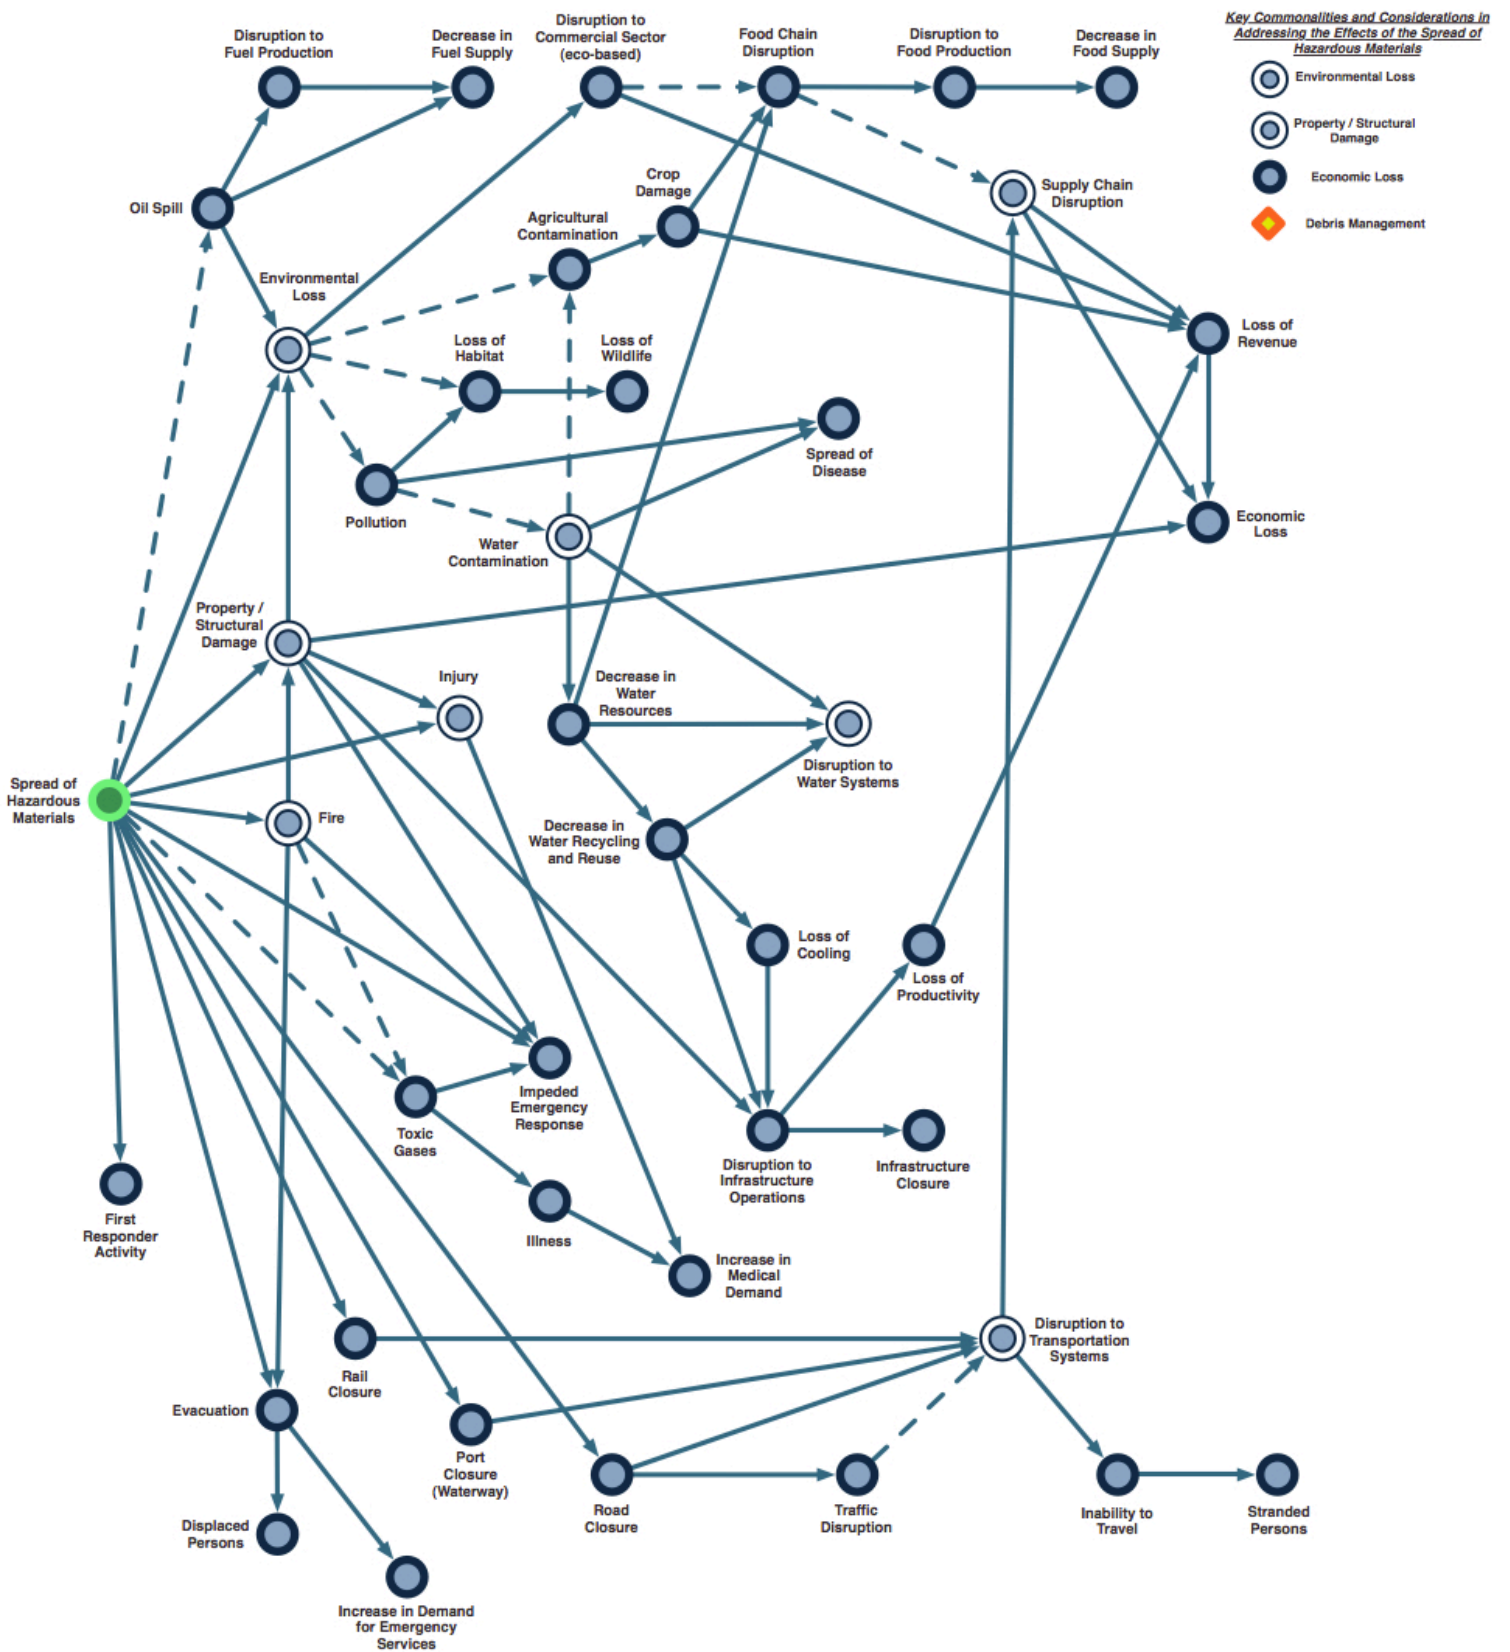 Disruption to
Fuel Production
Decrease in
Fuel Supply
Disruption to
Commercial Sector
(eco-based)
Food Chain
Disruption
Disruption to
Food Production
Decrease in
Food Supply
Key Commonalities and Considerations in
Addressing the Effects of the Spread of
Hazardous Materials
Environmental Loss
Property / Structural
Damage
Economic Loss
Debris Management
Oil Spill
Crop
Damage
Supply Chain
Disruption
Agricultural
Contamination
Environmental
Loss
Loss of
Habitat
Loss of
Wildlife
Loss of
Revenue
Spread of
Disease
Pollution
Water
Contamination
Economic
Loss
Property /
Structural
Damage
Injury
Decrease in
Water
Resources
Disruption to
Water Systems
Spread of
Hazardous
Materials
Fire
Decrease in
Water Recycling
and Reuse
Loss of
Cooling
Loss of
Productivity
Impeded
Emergency
Response
Toxic
Gases
Disruption to
Infrastructure
Operations
Infrastructure
Closure
First
Responder
Activity
Illness
Increase in
Medical
Demand
Disruption to
Transportation
Systems
Rail
Closure
Evacuation
Port
Closure
(Waterway)
Road
Closure
Traffic
Disruption
Inability to
Travel
Stranded
Persons
Displaced
Persons
Increase in Demand
for Emergency
Services